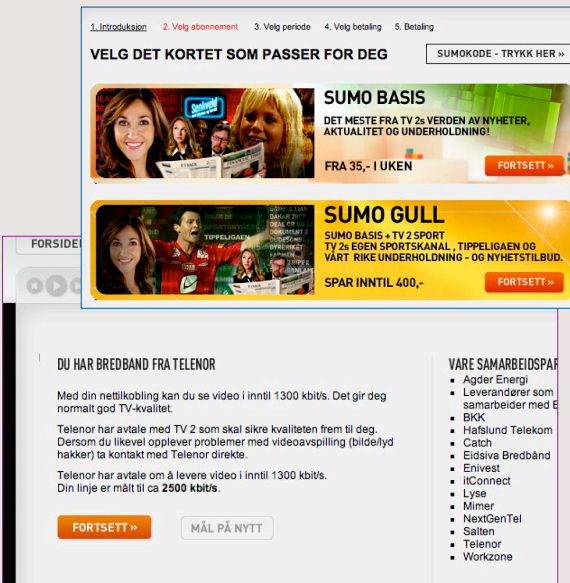 1. Introduksjon 2. Velg abonnement 3. Velg periode 4. Velg betaling 5. Betaling
VELG DET KORTET SOM PASSER FOR DEG
SUMOKODE - TRYKK HER »
Senkveld
SUMO BASIS
DET MESTE FRA TV 2s VERDEN AV NYHETER,
AKTUALITET OG UNDERHOLDNING!
FRA 35,- I UKEN
FORTSETT »
TIPPELIGAEN
DAKAR 2007
DOKUMENT 2
SUMO GULL
SUMO BASIS + TV 2 SPORT
TV 2s EGEN SPORTSKANAL , TIPPELIGAEN OG
VÅRT RIKE UNDERHOLDNING - OG NYHETSTILBUD.
SPAR INNTIL 400,-
FORTSETT »
DU HAR BREDBAND FRA TELENOR
Med din nettilkobling kan du se video i inntil 1300 kbit/s. Det gir deg
normalt god TV-kvalitet.
Telenor har avtale med TV 2 som skal sikre kvaliteten frem til deg.
Dersom du likevel opplever problemer med videoavspilling (bilde/lyd
hakker) ta kontakt med Telenor direkte.
Telenor har avtale om å levere video i inntil 1300 kbit/s.
Din linje er målt til ca 2500 kbit/s.
FORTSETT »
MÅL PÅ NYTT
Agder Energi
Leverandører som
samarbeider med
BKK
Hafslund Telekom
Catch
Eidsiva Bredbånd
Enivest
itConnect
Lyse
Mimer
NextGenTel
Salten
Telenor
Workzone